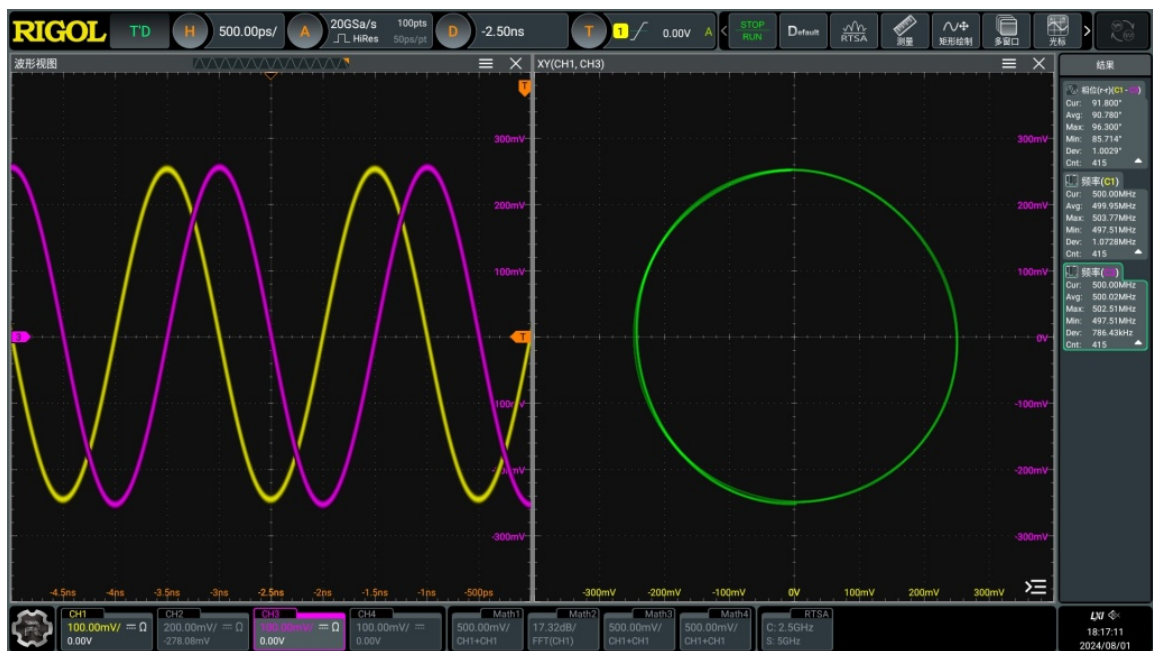 RIGOL T'D H 500.00ps/ A 20GSa/s 100pts D -2.50ns T 1 0.00V A < STOP Default RTSA 测量 矩形绘制 多窗口 光标 >
HiRes 50ps/pt RUN
波形视图 XY(CH1, CH3) 结果
T
相位(r-r)(C1-C3)
Cur: 91.800°
Avg: 90.780°
Max: 96.300°
Min: 85.714°
Dev: 1.0029°
Cnt: 415
频率(C1)
Cur: 500.00MHz
Avg: 499.95MHz
Max: 503.77MHz
Min: 497.51MHz
Dev: 1.0728MHz
Cnt: 415
频率(C3)
Cur: 500.00MHz
Avg: 500.02MHz
Max: 502.51MHz
Min: 497.51MHz
Dev: 786.43kHz
Cnt: 415
300mV
200mV
100mV
3 T
-100mV
-200mV
-300mV
-4.5ns -4ns -3.5ns -3ns -2.5ns -2ns -1.5ns -1ns -500ps
300mV
200mV
100mV
0V
-100mV
-200mV
-300mV
-300mV -200mV -100mV 0V 100mV 200mV 300mV
CH1 CH2 CH3 CH4 Math1 Math2 Math3 Math4 RTSA
100.00mV/ Ω 200.00mV/ Ω 100.00mV/ Ω 100.00mV/ 500.00mV/ 17.32dB/ 500.00mV/ 500.00mV/ C: 2.5GHz
0.00V -278.08mV 0.00V 0.00V CH1+CH1 FFT(CH1) CH1+CH1 CH1+CH1 S: 5GHz
LXI
18:17:11
2024/08/01